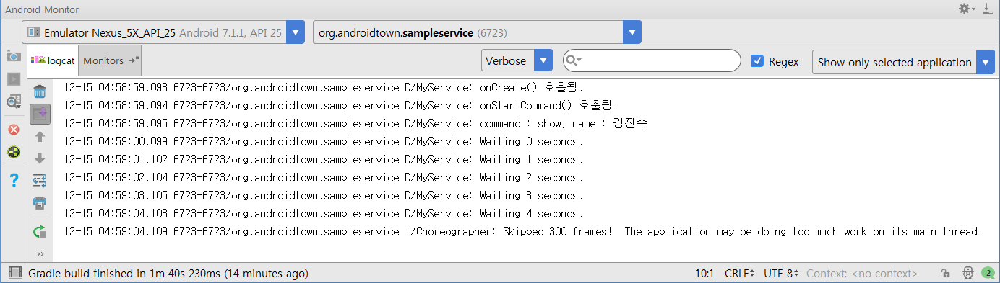 Android Monitor
Emulator Nexus_5X_API_25 Android 7.1.1, API 25 org.androidtown.sampleservice (6723)
logcat Monitors Verbose Regex Show only selected application
12-15 04:58:59.093 6723-6723/org.androidtown.sampleservice D/MyService: onCreate() 호출됨.
12-15 04:58:59.094 6723-6723/org.androidtown.sampleservice D/MyService: onStartCommand() 호출됨.
12-15 04:58:59.095 6723-6723/org.androidtown.sampleservice D/MyService: command : show, name : 김진수
12-15 04:59:00.099 6723-6723/org.androidtown.sampleservice D/MyService: Waiting 0 seconds.
12-15 04:59:01.102 6723-6723/org.androidtown.sampleservice D/MyService: Waiting 1 seconds.
12-15 04:59:02.104 6723-6723/org.androidtown.sampleservice D/MyService: Waiting 2 seconds.
12-15 04:59:03.105 6723-6723/org.androidtown.sampleservice D/MyService: Waiting 3 seconds.
12-15 04:59:04.108 6723-6723/org.androidtown.sampleservice D/MyService: Waiting 4 seconds.
12-15 04:59:04.109 6723-6723/org.androidtown.sampleservice I/Choreographer: Skipped 300 frames!  The application may be doing too much work on its main thread.
Gradle build finished in 1m 40s 230ms (14 minutes ago) 10:1 CRLF UTF-8 Context: <no context> 2